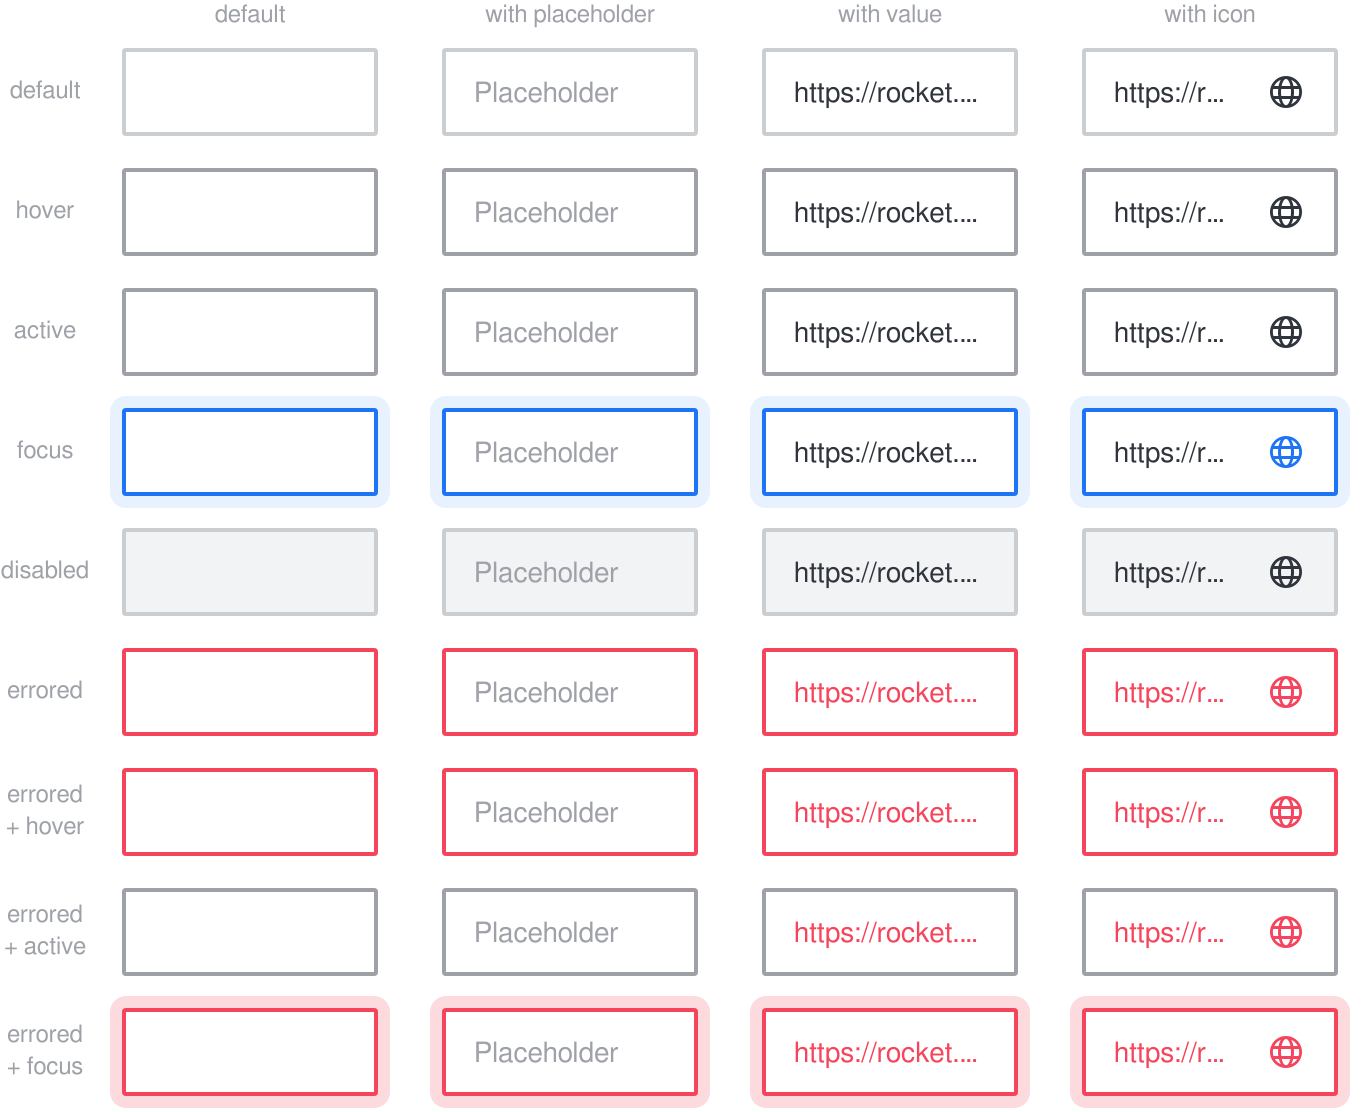 default with placeholder with value with icon
default Placeholder https://rocket.... https://r...
hover Placeholder https://rocket.... https://r...
active Placeholder https://rocket.... https://r...
focus Placeholder https://rocket.... https://r...
disabled Placeholder https://rocket.... https://r...
errored Placeholder https://rocket.... https://r...
errored
+ hover Placeholder https://rocket.... https://r...
errored
+ active Placeholder https://rocket.... https://r...
errored
+ focus Placeholder https://rocket.... https://r...